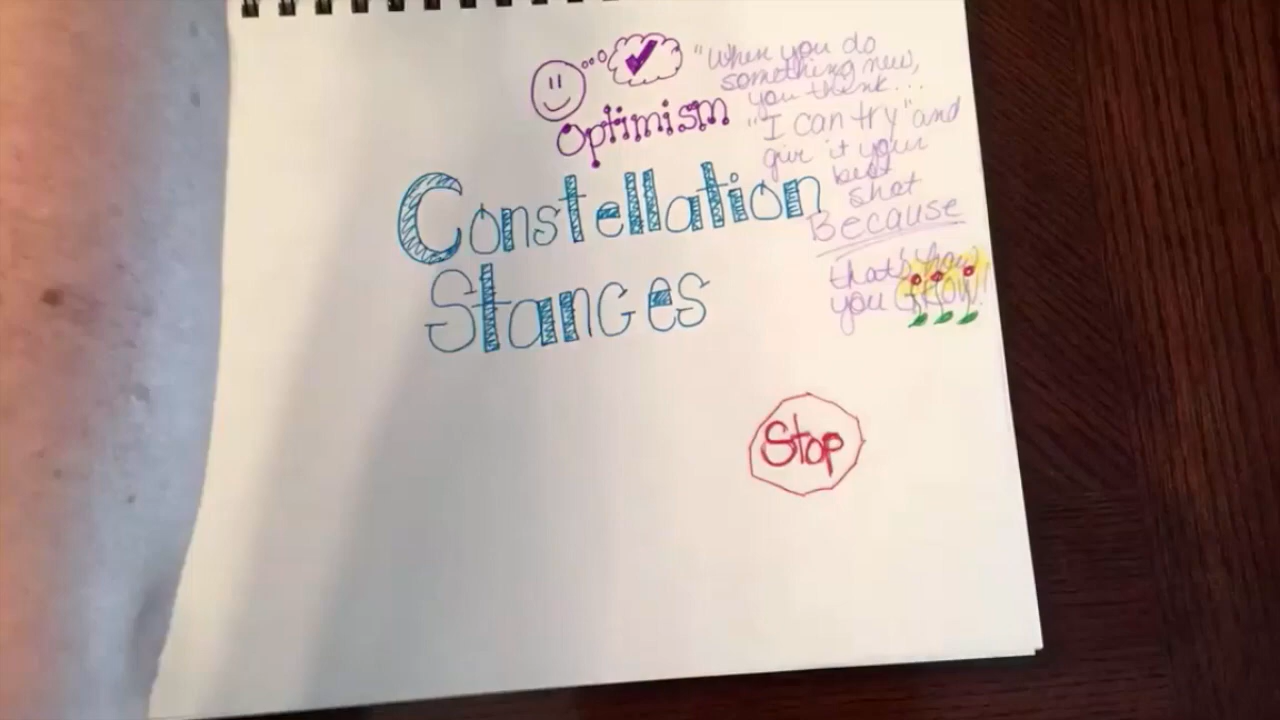 "When you do
something new,
you think...
Optimism
"I can try" and
give it your
best
shot
Because
that's how
you GROW!
Constellation
Stances
Stop